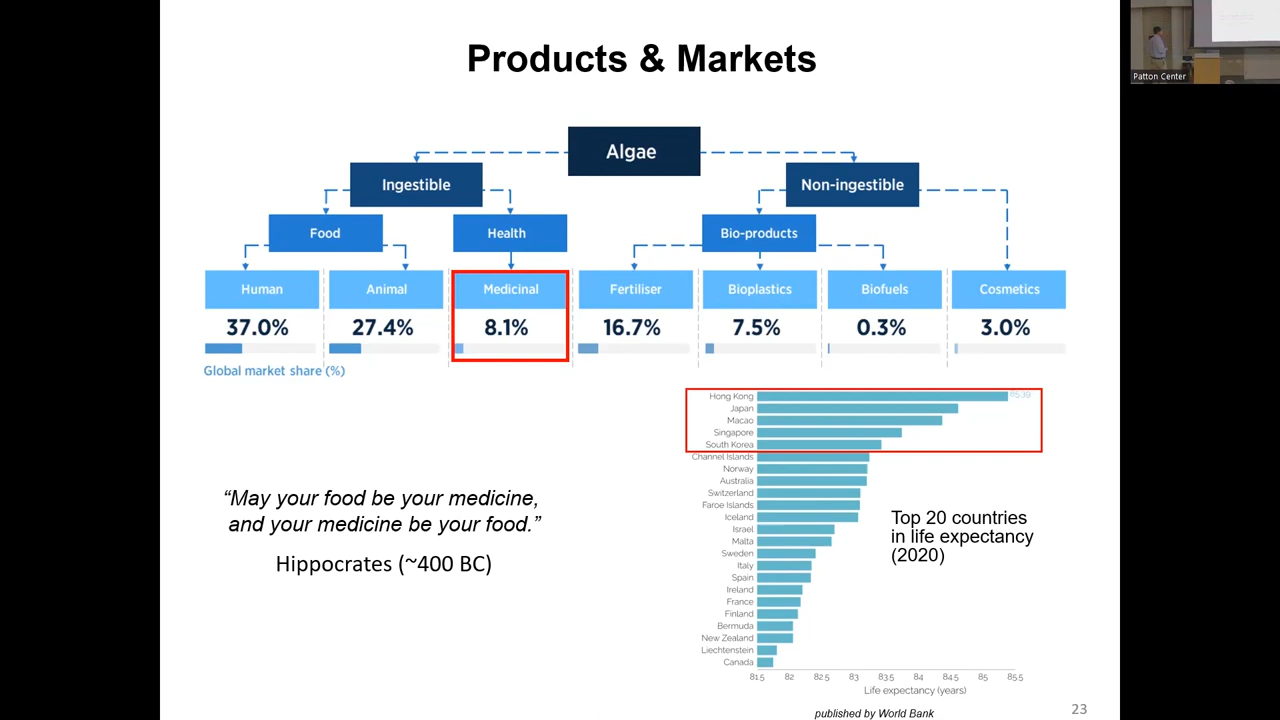 Products & Markets
Patton Center
Algae
Ingestible
Non-ingestible
Food
Health
Bio-products
Human
Animal
Medicinal
Fertiliser
Bioplastics
Biofuels
Cosmetics
37.0%
27.4%
8.1%
16.7%
7.5%
0.3%
3.0%
Global market share (%)
“May your food be your medicine,
and your medicine be your food.”
Hippocrates (~400 BC)
Hong Kong
85.39
Japan
Macao
Singapore
South Korea
Channel Islands
Norway
Australia
Switzerland
Faroe Islands
Iceland
Israel
Malta
Sweden
Italy
Spain
Ireland
France
Finland
Bermuda
New Zealand
Liechtenstein
Canada
Top 20 countries
in life expectancy
(2020)
81.5 82 82.5 83 83.5 84 84.5 85 85.5
Life expectancy (years)
published by World Bank
23